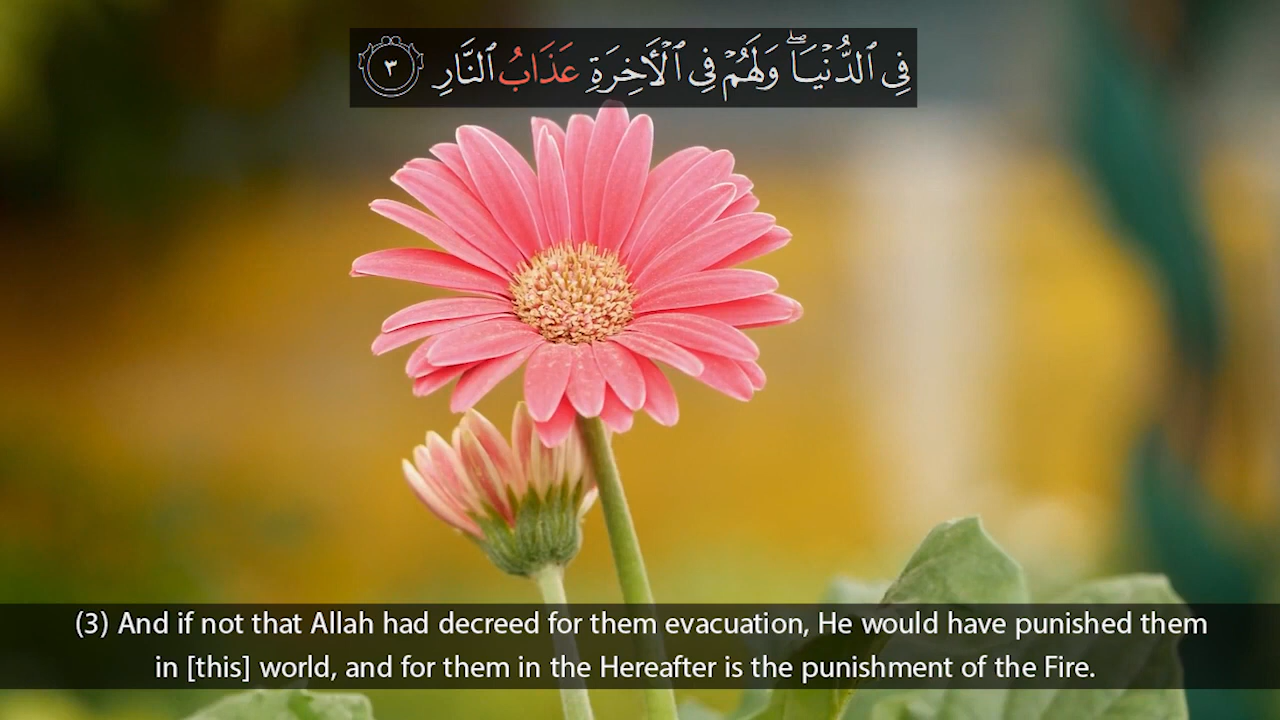 فِي ٱلدُّنۡيَاۖ وَلَهُمۡ فِي ٱلۡأٓخِرَةِ عَذَابُ ٱلنَّارِ ٣
(3) And if not that Allah had decreed for them evacuation, He would have punished them
in [this] world, and for them in the Hereafter is the punishment of the Fire.